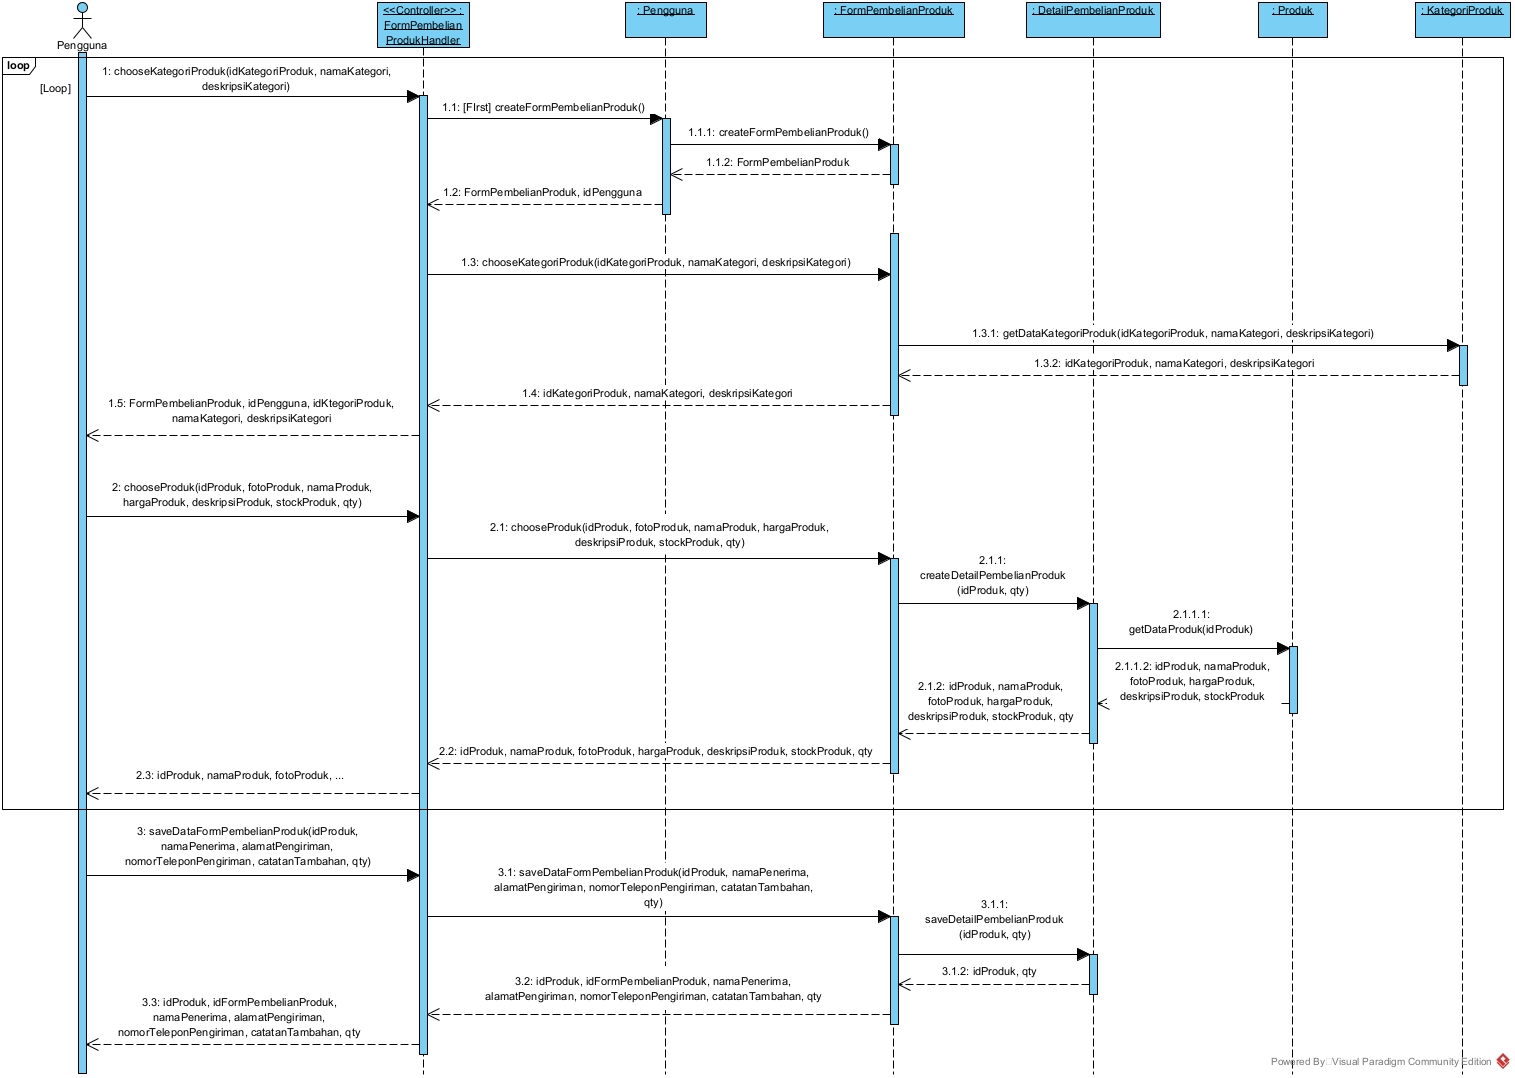 Pengguna
<<Controller>> :
FormPembelian
ProdukHandler
: Pengguna
: FormPembelianProduk
: DetailPembelianProduk
: Produk
: KategoriProduk
loop
[Loop]
1: chooseKategoriProduk(idKategoriProduk, namaKategori,
deskripsiKategori)
1.1: [FIrst] createFormPembelianProduk()
1.1.1: createFormPembelianProduk()
1.1.2: FormPembelianProduk
1.2: FormPembelianProduk, idPengguna
1.3: chooseKategoriProduk(idKategoriProduk, namaKategori, deskripsiKategori)
1.3.1: getDataKategoriProduk(idKategoriProduk, namaKategori, deskripsiKategori)
1.3.2: idKategoriProduk, namaKategori, deskripsiKategori
1.4: idKategoriProduk, namaKategori, deskripsiKategori
1.5: FormPembelianProduk, idPengguna, idKtegoriProduk,
namaKategori, deskripsiKategori
2: chooseProduk(idProduk, fotoProduk, namaProduk,
hargaProduk, deskripsiProduk, stockProduk, qty)
2.1: chooseProduk(idProduk, fotoProduk, namaProduk, hargaProduk,
deskripsiProduk, stockProduk, qty)
2.1.1:
createDetailPembelianProduk
(idProduk, qty)
2.1.1.1:
getDataProduk(idProduk)
2.1.1.2: idProduk, namaProduk,
fotoProduk, hargaProduk,
deskripsiProduk, stockProduk
2.1.2: idProduk, namaProduk,
fotoProduk, hargaProduk,
deskripsiProduk, stockProduk, qty
2.2: idProduk, namaProduk, fotoProduk, hargaProduk, deskripsiProduk, stockProduk, qty
2.3: idProduk, namaProduk, fotoProduk, ...
3: saveDataFormPembelianProduk(idProduk,
namaPenerima, alamatPengiriman,
nomorTeleponPengiriman, catatanTambahan, qty)
3.1: saveDataFormPembelianProduk(idProduk, namaPenerima,
alamatPengiriman, nomorTeleponPengiriman, catatanTambahan,
qty)
3.1.1:
saveDetailPembelianProduk
(idProduk, qty)
3.1.2: idProduk, qty
3.2: idProduk, idFormPembelianProduk, namaPenerima,
alamatPengiriman, nomorTeleponPengiriman, catatanTambahan, qty
3.3: idProduk, idFormPembelianProduk,
namaPenerima, alamatPengiriman,
nomorTeleponPengiriman, catatanTambahan, qty
Powered By Visual Paradigm Community Edition